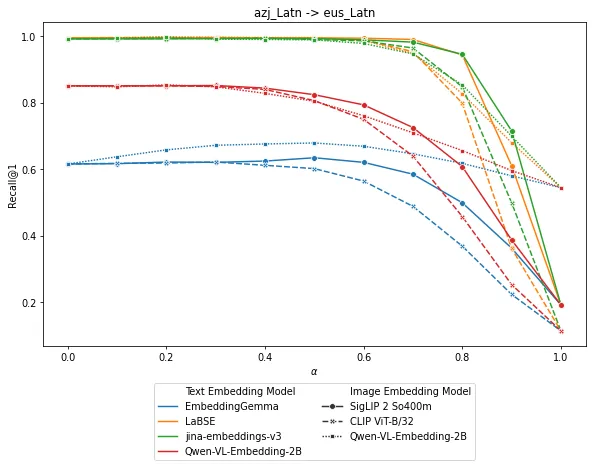 azj_Latn -> eus_Latn
Recall@1
1.0
0.8
0.6
0.4
0.2
0.0 0.2 0.4 0.6 0.8 1.0
α
Text Embedding Model
EmbeddingGemma
LaBSE
jina-embeddings-v3
Qwen-VL-Embedding-2B
Image Embedding Model
SigLIP 2 So400m
CLIP ViT-B/32
Qwen-VL-Embedding-2B